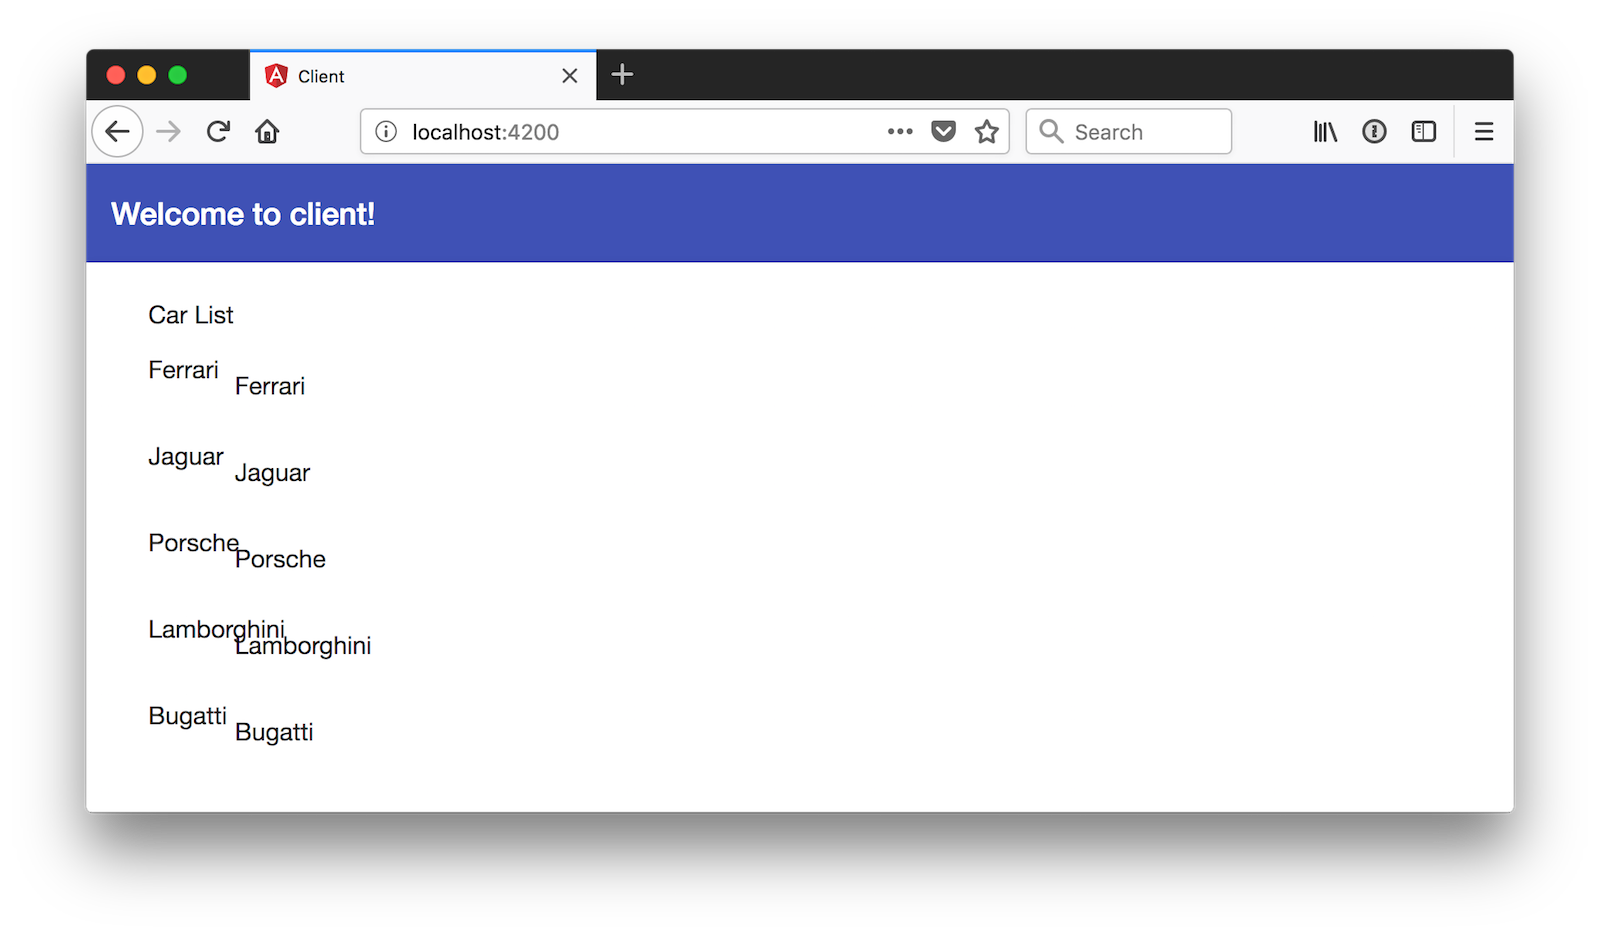 Client
localhost:4200
Search
Welcome to client!
Car List
Ferrari
Ferrari
Jaguar
Jaguar
Porsche
Porsche
Lamborghini
Lamborghini
Bugatti
Bugatti